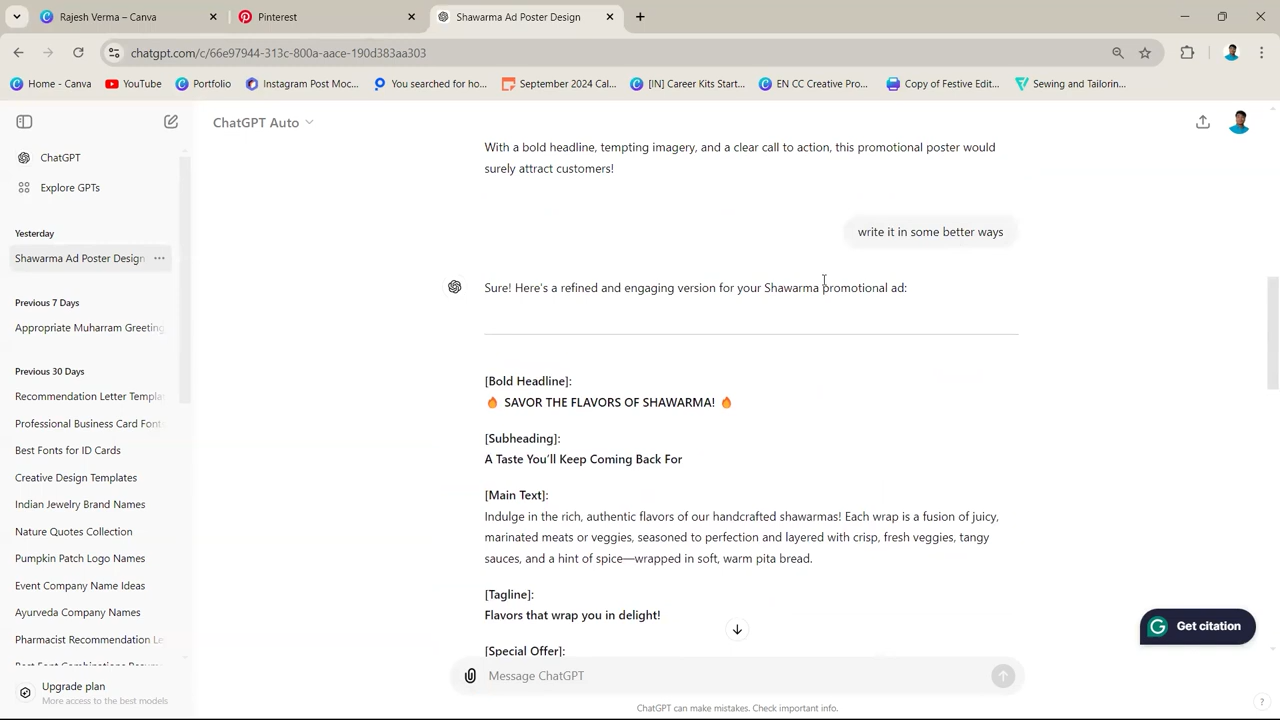 Rajesh Verma – Canva
Pinterest
Shawarma Ad Poster Design
chatgpt.com/c/66e97944-313c-800a-aace-190d383aa303
Home - Canva
YouTube
Portfolio
Instagram Post Moc...
You searched for ho...
September 2024 Cal...
[IN] Career Kits Start...
EN CC Creative Pro...
Copy of Festive Edit...
Sewing and Tailorin...
ChatGPT Auto
ChatGPT
Explore GPTs
Yesterday
Shawarma Ad Poster Design
Previous 7 Days
Appropriate Muharram Greeting
Previous 30 Days
Recommendation Letter Templa
Professional Business Card Font
Best Fonts for ID Cards
Creative Design Templates
Indian Jewelry Brand Names
Nature Quotes Collection
Pumpkin Patch Logo Names
Event Company Name Ideas
Ayurveda Company Names
Pharmacist Recommendation Le
Upgrade plan
More access to the best models
With a bold headline, tempting imagery, and a clear call to action, this promotional poster would
surely attract customers!
write it in some better ways
Sure! Here's a refined and engaging version for your Shawarma promotional ad:
[Bold Headline]:
🔥 SAVOR THE FLAVORS OF SHAWARMA! 🔥
[Subheading]:
A Taste You'll Keep Coming Back For
[Main Text]:
Indulge in the rich, authentic flavors of our handcrafted shawarmas! Each wrap is a fusion of juicy,
marinated meats or veggies, seasoned to perfection and layered with crisp, fresh veggies, tangy
sauces, and a hint of spice—wrapped in soft, warm pita bread.
[Tagline]:
Flavors that wrap you in delight!
[Special Offer]:
Get citation
Message ChatGPT
ChatGPT can make mistakes. Check important info.
?